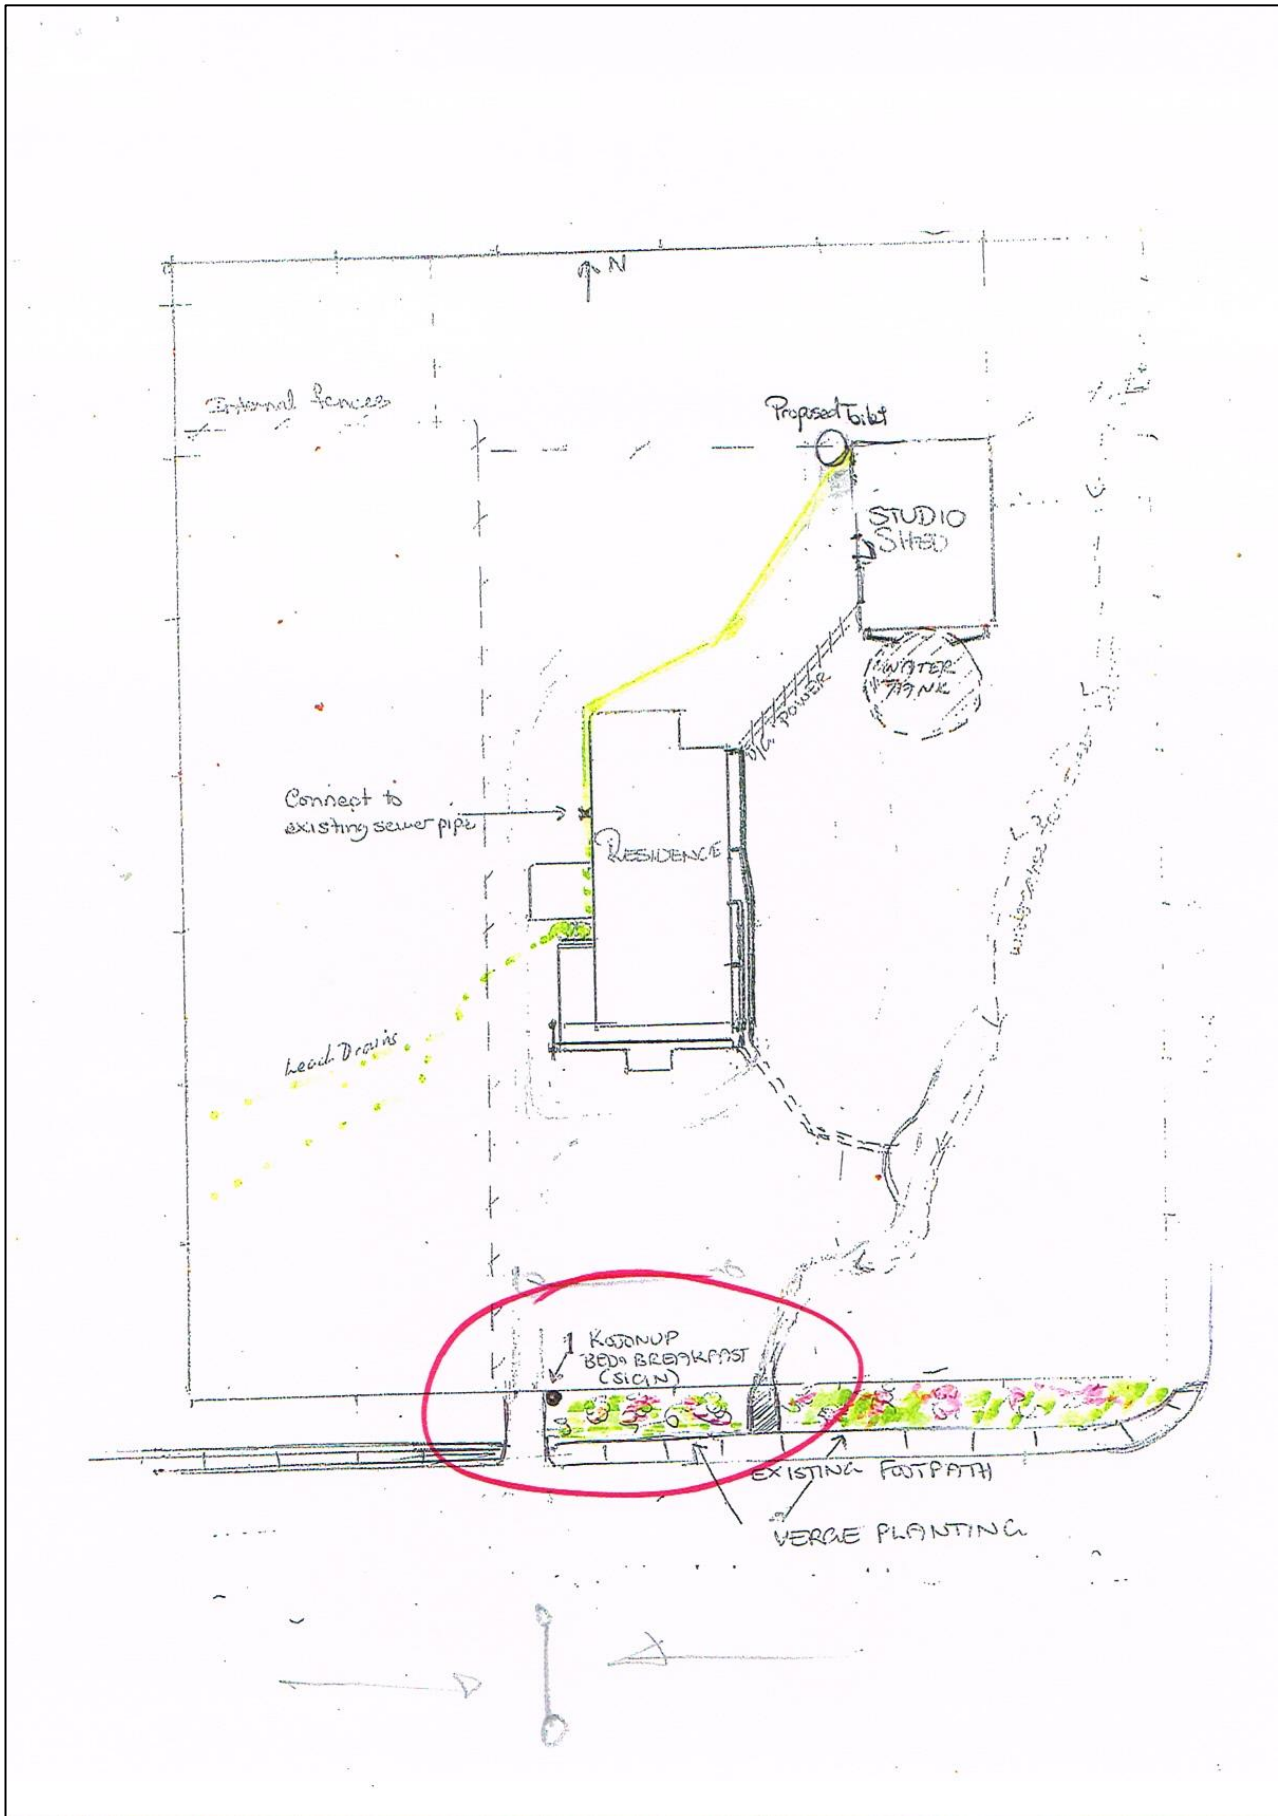 N
Internal fences
Proposed Toilet
STUDIO
SHED
WATER
TANK
U/G. POWER
Connect to
existing sewer pipe
RESIDENCE
Leach Drains
1 KOJONUP
BED & BREAKFAST
(SIGN)
EXISTING FOOTPATH
VERGE PLANTING